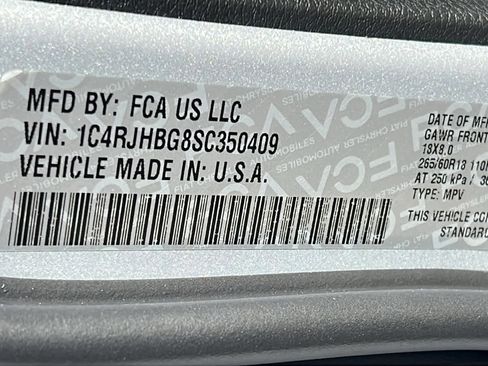 MFD BY: FCA US LLC
VIN: 1C4RJHBG8SC350409
VEHICLE MADE IN: U.S.A.
DATE OF MF
GAWR FRONT
18X8.0
265/60R18 110
AT 250 kPa /
TYPE: MPV
THIS VEHICLE CON
STANDARD